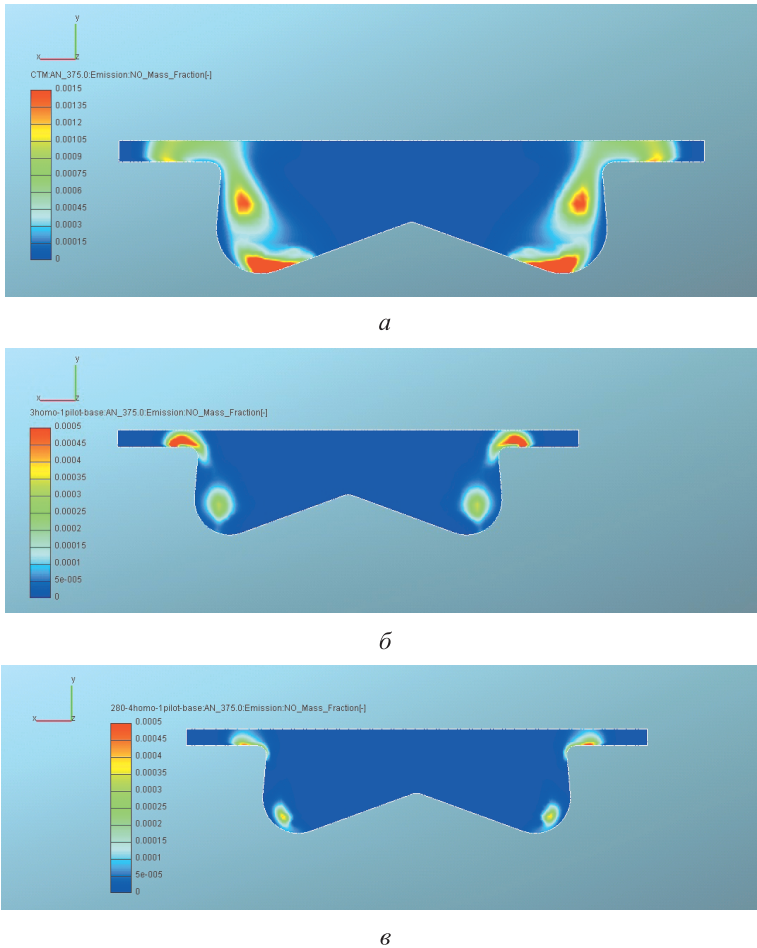 y
x
z
CTM:AN_375.0:Emission:NO_Mass_Fraction[-]
0.0015
0.00135
0.0012
0.00105
0.0009
0.00075
0.0006
0.00045
0.0003
0.00015
0
а
y
x
z
3homo-1pilot-base:AN_375.0:Emission:NO_Mass_Fraction[-]
0.0005
0.00045
0.0004
0.00035
0.0003
0.00025
0.0002
0.00015
0.0001
5e-005
0
б
y
x
z
280-4homo-1pilot-base:AN_375.0:Emission:NO_Mass_Fraction[-]
0.0005
0.00045
0.0004
0.00035
0.0003
0.00025
0.0002
0.00015
0.0001
5e-005
0
в